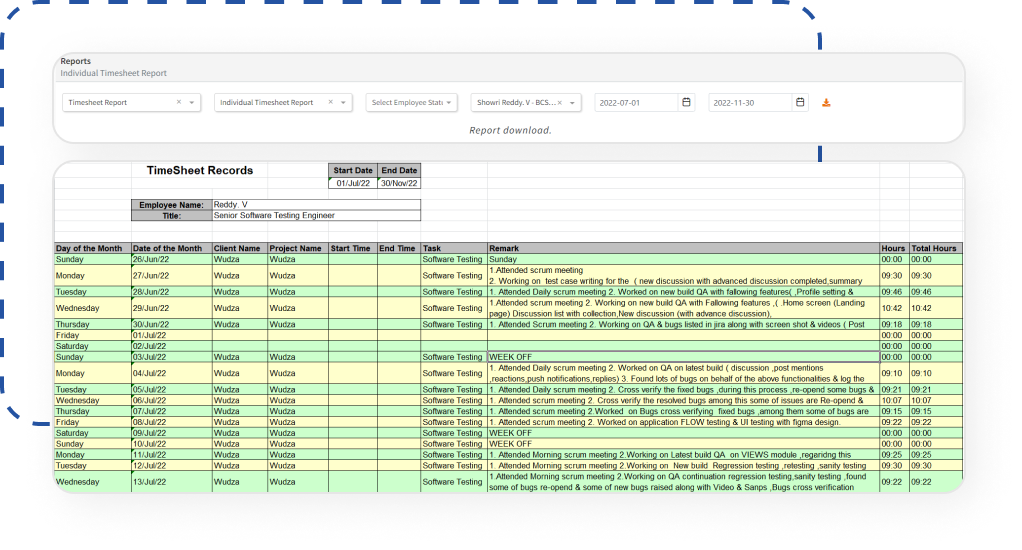 Reports
Individual Timesheet Report
Timesheet Report × Individual Timesheet Report × Select Employee Stat Showri Reddy. V - BCS... × 2022-07-01 2022-11-30
Report download.
TimeSheet Records Start Date End Date
01/Jul/22 30/Nov/22
Employee Name: Reddy. V
Title: Senior Software Testing Engineer
Day of the Month Date of the Month Client Name Project Name Start Time End Time Task Remark Hours Total Hours
Sunday 26/Jun/22 Wudza Wudza Software Testing Sunday 00:00 00:00
Monday 27/Jun/22 Wudza Wudza Software Testing 1.Attended scrum meeting
2. Working on test case writing for the ( new discussion with advanced discussion completed,summary 09:30 09:30
Tuesday 28/Jun/22 Wudza Wudza Software Testing 1. Attended Daily scrum meeting 2. Worked on new build QA with fallowing features( ,Profile setting & 09:46 09:46
Wednesday 29/Jun/22 Wudza Wudza Software Testing 1.Attended scrum meeting 2. Working on new build QA with Fallowing features ,( .Home screen (Landing
page) Discussion list with collection,New discussion (with advance discussion), 10:42 10:42
Thursday 30/Jun/22 Wudza Wudza Software Testing 1. Attended Scrum meeting 2. Working on QA & bugs listed in jira along with screen shot & videos ( Post 09:18 09:18
Friday 01/Jul/22 00:00 00:00
Saturday 02/Jul/22 00:00 00:00
Sunday 03/Jul/22 Wudza Wudza Software Testing WEEK OFF 00:00 00:00
Monday 04/Jul/22 Wudza Wudza Software Testing 1. Attended Daily scrum meeting 2. Worked on QA on latest build ( discussion ,post mentions
,reactions,push notifications,replies) 3. Found lots of bugs on behalf of the above functionalities & log the 09:10 09:10
Tuesday 05/Jul/22 Wudza Wudza Software Testing 1. Attended Daily scrum meeting 2. Cross verify the fixed bugs ,during this process ,re-opend some bugs & 09:21 09:21
Wednesday 06/Jul/22 Wudza Wudza Software Testing 1. Attended scrum meeting 2. Cross verify the resolved bugs among this some of issues are Re-opend & 10:07 10:07
Thursday 07/Jul/22 Wudza Wudza Software Testing 1. Attended scrum meeting 2.Worked on Bugs cross verifying fixed bugs ,among them some of bugs are 09:15 09:15
Friday 08/Jul/22 Wudza Wudza Software Testing 1. Attended scrum meeting 2. Worked on application FLOW testing & UI testing with figma design. 09:22 09:22
Saturday 09/Jul/22 Wudza Wudza Software Testing WEEK OFF 00:00 00:00
Sunday 10/Jul/22 Wudza Wudza Software Testing WEEK OFF 00:00 00:00
Monday 11/Jul/22 Wudza Wudza Software Testing 1. Attended Morning scrum meeting 2.Working on Latest build QA on VIEWS module ,regaridng this 09:25 09:25
Tuesday 12/Jul/22 Wudza Wudza Software Testing 1. Attended Morning scrum meeting 2.Working on New build Regression testing ,retesting ,sanity testing 09:30 09:30
Wednesday 13/Jul/22 Wudza Wudza Software Testing 1.Attended Morning scrum meeting 2.Working on QA continuation regression testing,sanity testing ,found
some of bugs re-opend & some of new bugs raised along with Video & Sanps ,Bugs cross verification 09:22 09:22